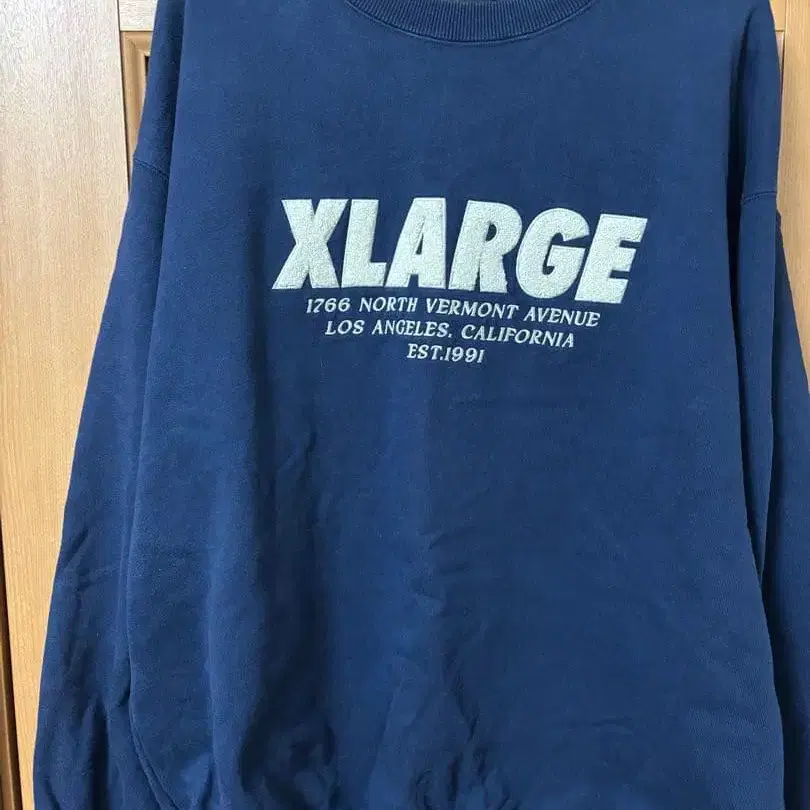 XLARGE
1766 NORTH VERMONT AVENUE
LOS ANGELES, CALIFORNIA
EST.1991